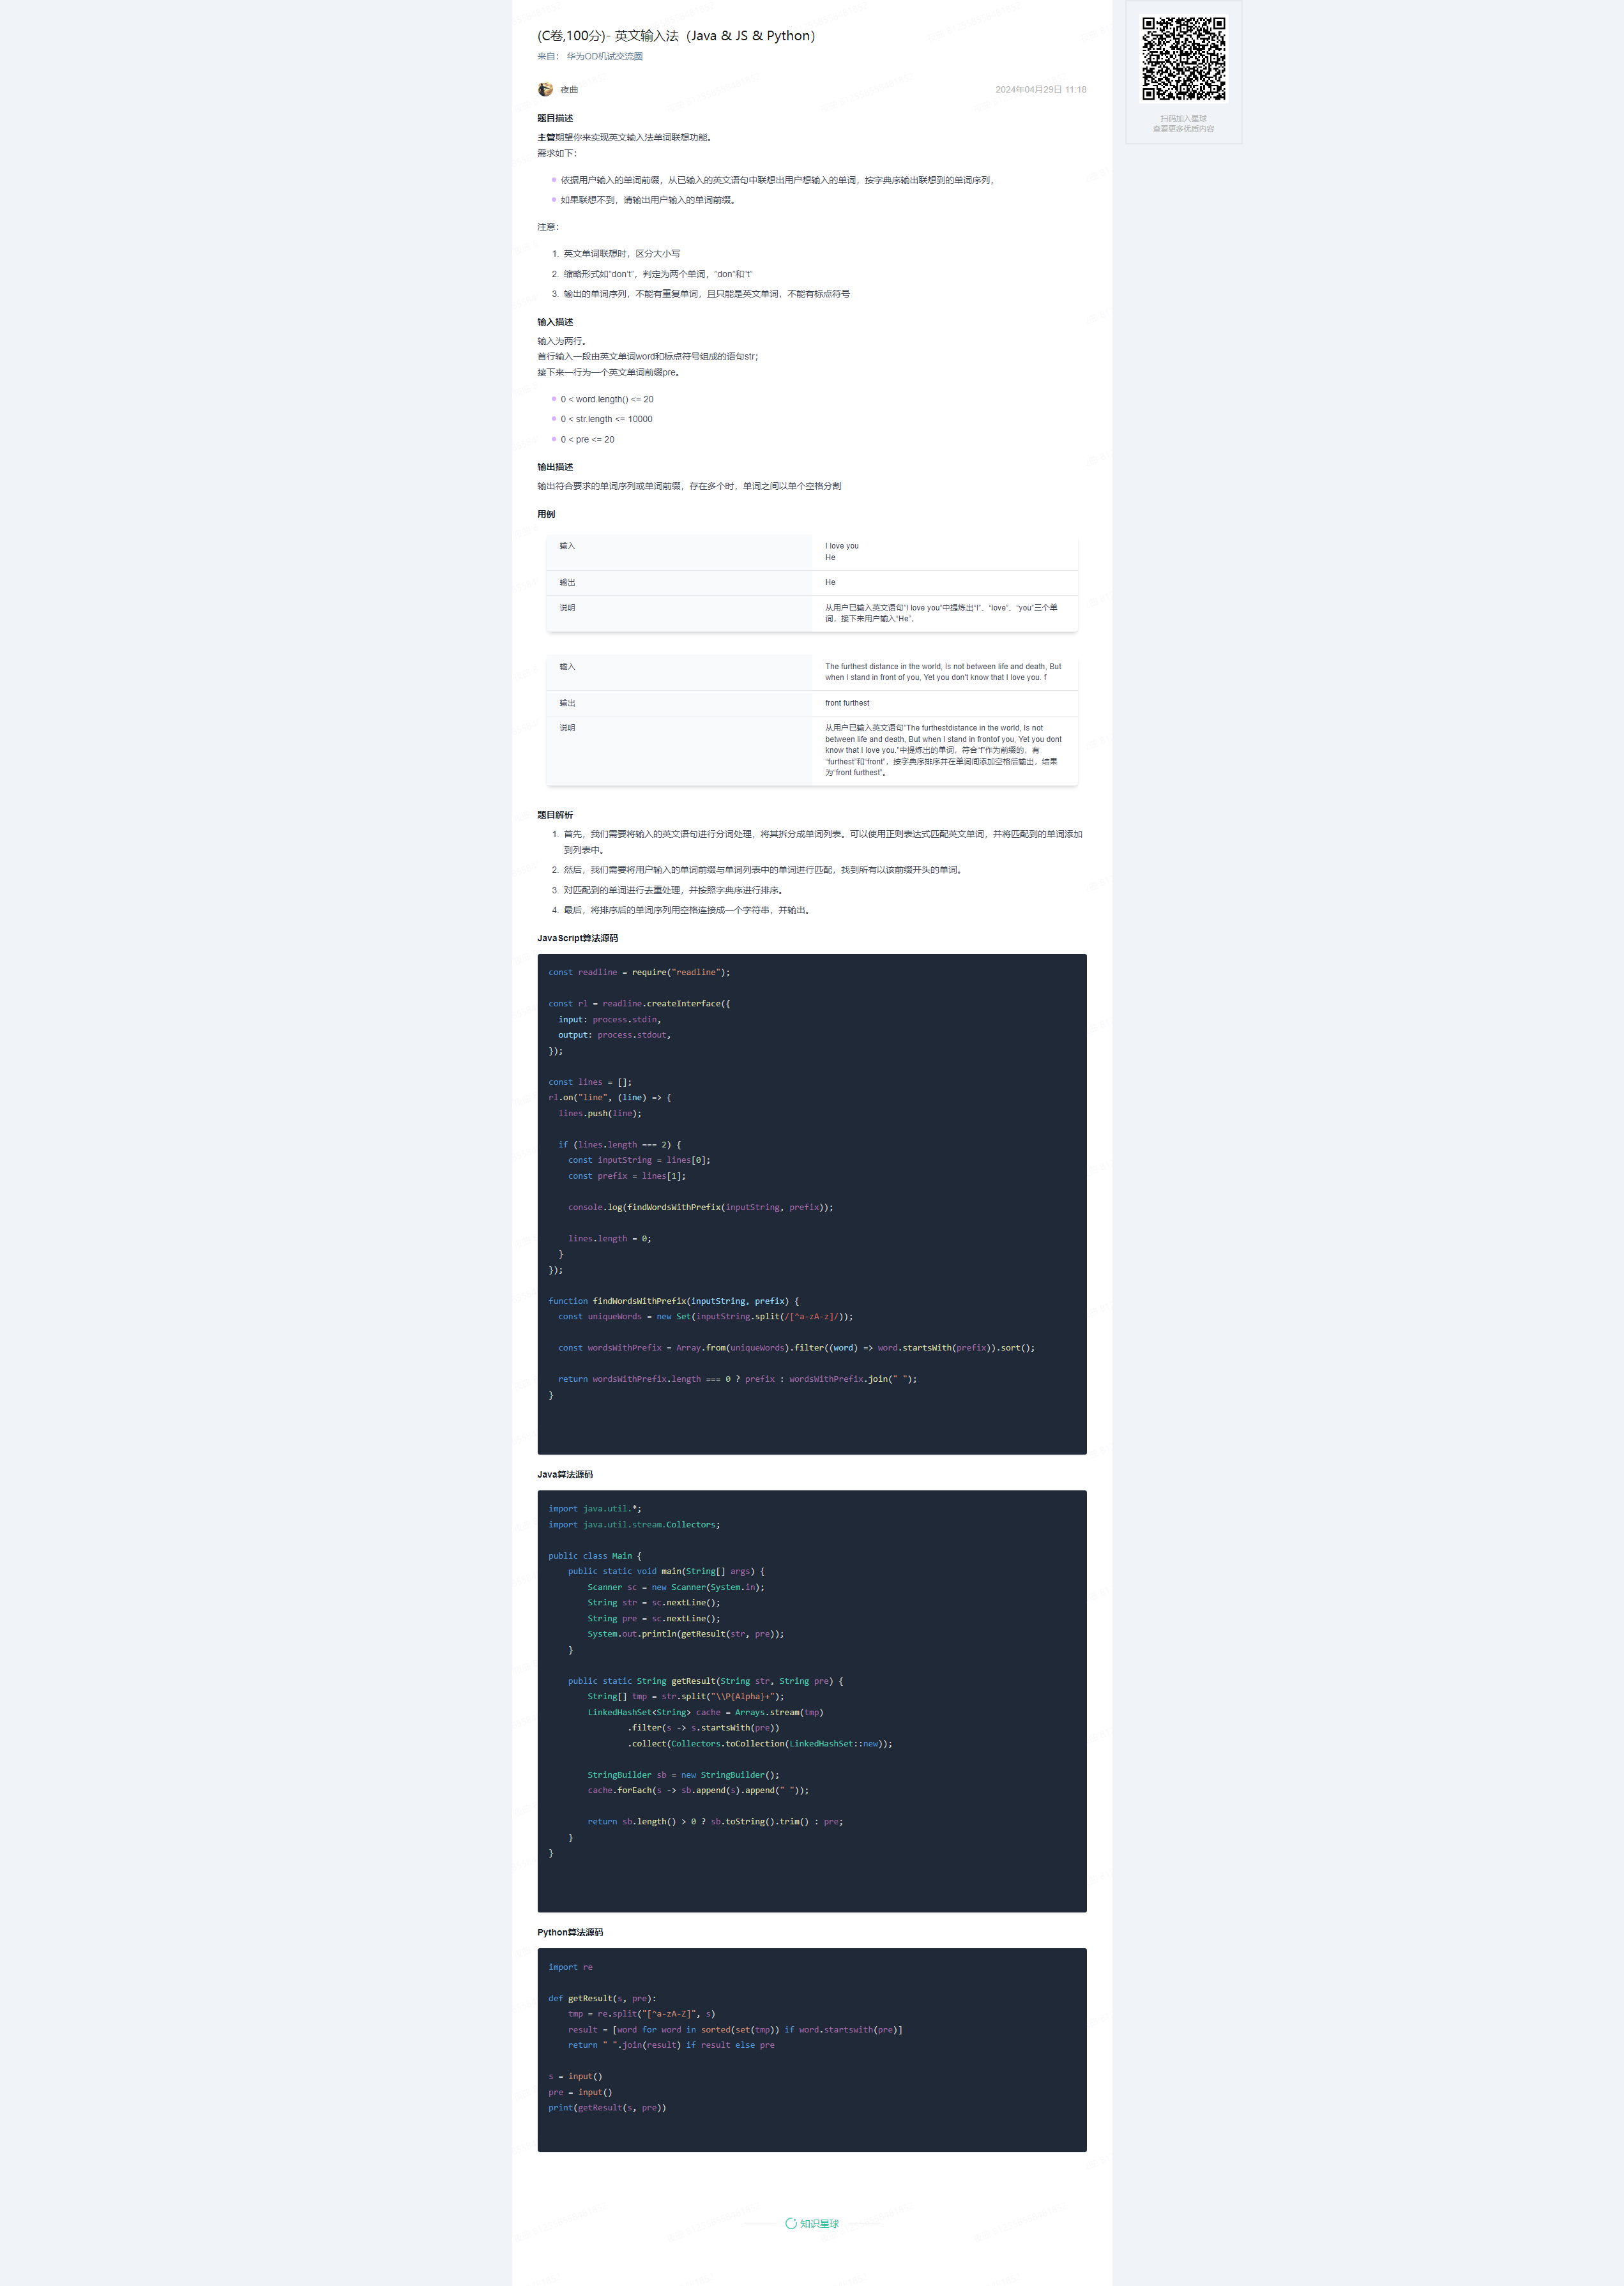 (C卷,100分)- 英文输入法（Java & JS & Python）
来自： 华为OD机试交流圈
夜曲
2024年04月29日 11:18
扫码加入星球
查看更多优质内容
题目描述
主管期望你来实现英文输入法单词联想功能。
需求如下：
依据用户输入的单词前缀，从已输入的英文语句中联想出用户想输入的单词，按字典序输出联想到的单词序列，
如果联想不到，请输出用户输入的单词前缀。
注意：
1. 英文单词联想时，区分大小写
2. 缩略形式如”don’t”，判定为两个单词，”don”和”t”
3. 输出的单词序列，不能有重复单词，且只能是英文单词，不能有标点符号
输入描述
输入为两行。
首行输入一段由英文单词word和标点符号组成的语句str；
接下来一行为一个英文单词前缀pre。
0 < word.length() <= 20
0 < str.length <= 10000
0 < pre <= 20
输出描述
输出符合要求的单词序列或单词前缀，存在多个时，单词之间以单个空格分割
用例
输入
I love you
He
输出
He
说明
从用户已输入英文语句”I love you”中提炼出“I”、“love”、“you”三个单
词，接下来用户输入“He”，
输入
The furthest distance in the world, Is not between life and death, But
when I stand in front of you, Yet you don't know that I love you. f
输出
front furthest
说明
从用户已输入英文语句”The furthestdistance in the world, Is not
between life and death, But when I stand in frontof you, Yet you dont
know that I love you.”中提炼出的单词，符合“f”作为前缀的，有
“furthest”和“front”，按字典序排序并在单词间添加空格后输出，结果
为“front furthest”。
题目解析
1. 首先，我们需要将输入的英文语句进行分词处理，将其拆分成单词列表。可以使用正则表达式匹配英文单词，并将匹配到的单词添加
到列表中。
2. 然后，我们需要将用户输入的单词前缀与单词列表中的单词进行匹配，找到所有以该前缀开头的单词。
3. 对匹配到的单词进行去重处理，并按照字典序进行排序。
4. 最后，将排序后的单词序列用空格连接成一个字符串，并输出。
JavaScript算法源码
const readline = require("readline");
const rl = readline.createInterface({
  input: process.stdin,
  output: process.stdout,
});
const lines = [];
rl.on("line", (line) => {
  lines.push(line);
  if (lines.length === 2) {
    const inputString = lines[0];
    const prefix = lines[1];
    console.log(findWordsWithPrefix(inputString, prefix));
    lines.length = 0;
  }
});
function findWordsWithPrefix(inputString, prefix) {
  const uniqueWords = new Set(inputString.split(/[^a-zA-z]/));
  const wordsWithPrefix = Array.from(uniqueWords).filter((word) => word.startsWith(prefix)).sort();
  return wordsWithPrefix.length === 0 ? prefix : wordsWithPrefix.join(" ");
}
Java算法源码
import java.util.*;
import java.util.stream.Collectors;
public class Main {
    public static void main(String[] args) {
        Scanner sc = new Scanner(System.in);
        String str = sc.nextLine();
        String pre = sc.nextLine();
        System.out.println(getResult(str, pre));
    }
    public static String getResult(String str, String pre) {
        String[] tmp = str.split("\\P{Alpha}+");
        LinkedHashSet<String> cache = Arrays.stream(tmp)
                .filter(s -> s.startsWith(pre))
                .collect(Collectors.toCollection(LinkedHashSet::new));
        StringBuilder sb = new StringBuilder();
        cache.forEach(s -> sb.append(s).append(" "));
        return sb.length() > 0 ? sb.toString().trim() : pre;
    }
}
Python算法源码
import re
def getResult(s, pre):
    tmp = re.split("[^a-zA-Z]", s)
    result = [word for word in sorted(set(tmp)) if word.startswith(pre)]
    return " ".join(result) if result else pre
s = input()
pre = input()
print(getResult(s, pre))
知识星球